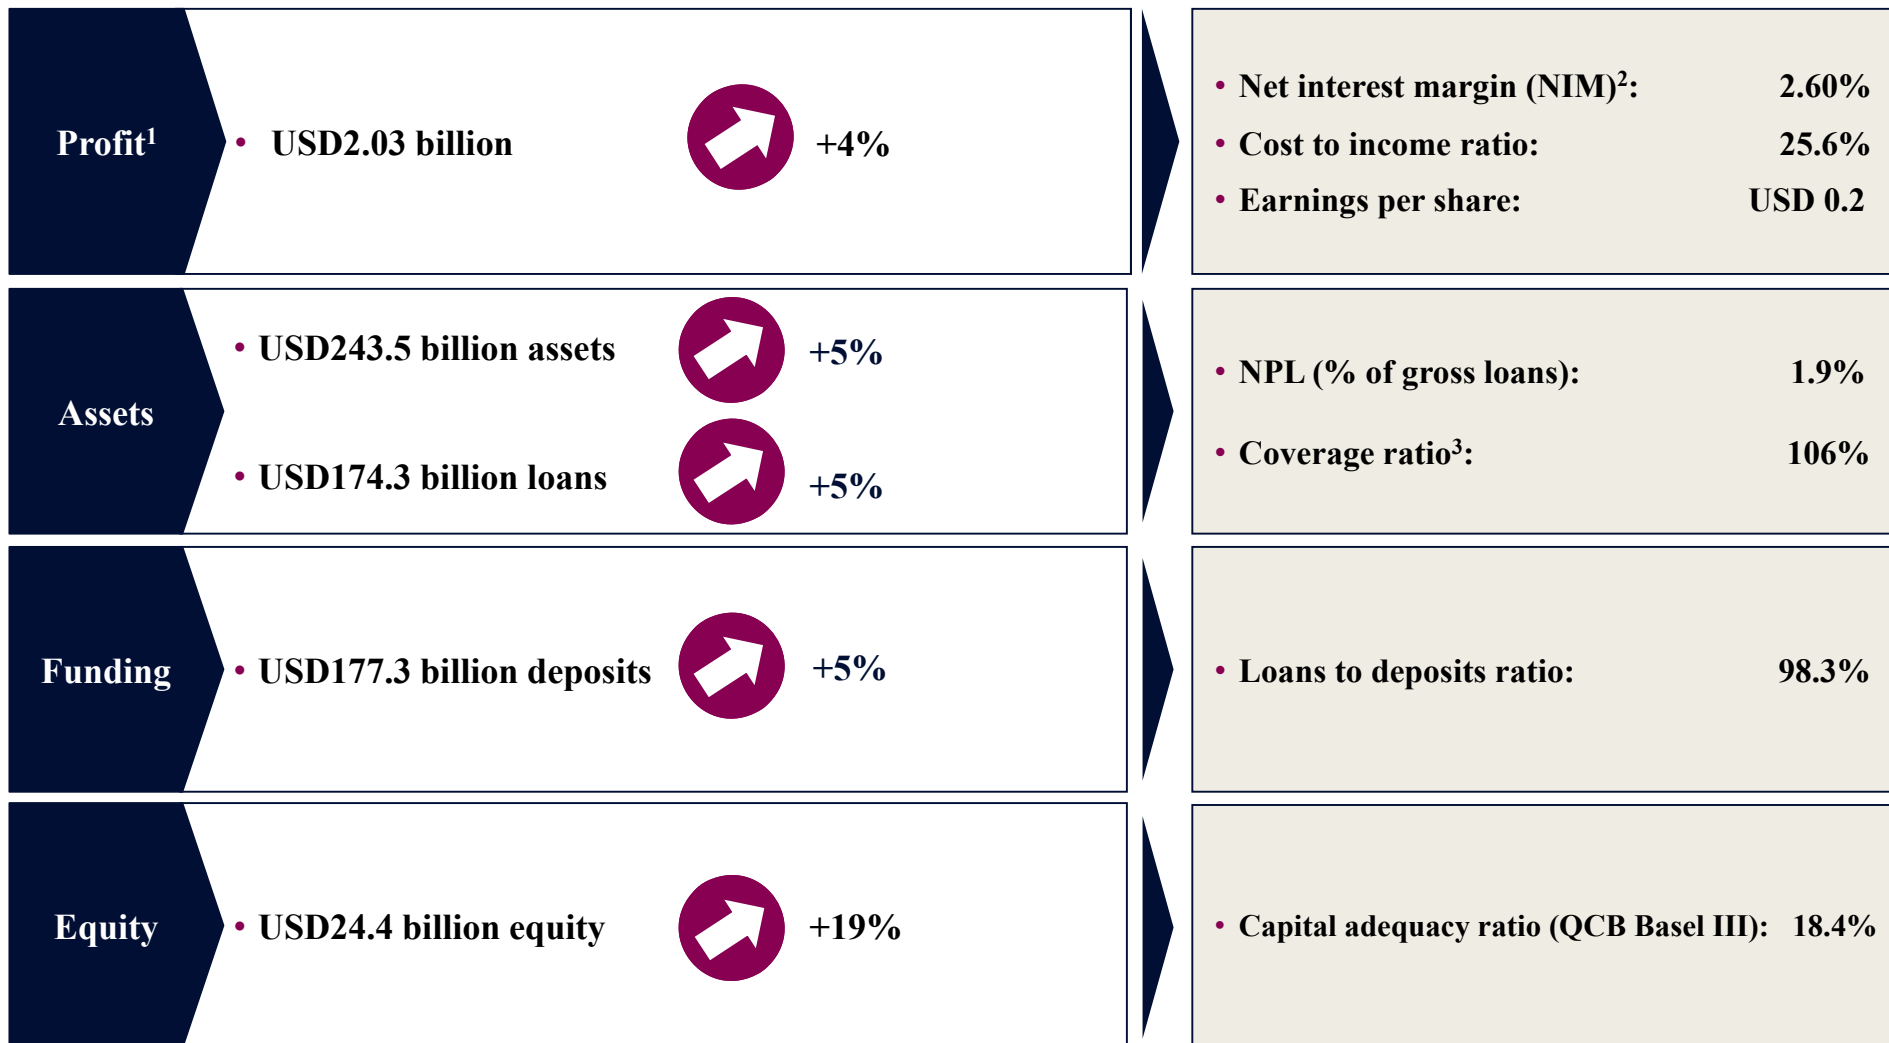 Profit¹
• USD2.03 billion +4%
• Net interest margin (NIM)²: 2.60%
• Cost to income ratio: 25.6%
• Earnings per share: USD 0.2
Assets
• USD243.5 billion assets +5%
• USD174.3 billion loans +5%
• NPL (% of gross loans): 1.9%
• Coverage ratio³: 106%
Funding
• USD177.3 billion deposits +5%
• Loans to deposits ratio: 98.3%
Equity
• USD24.4 billion equity +19%
• Capital adequacy ratio (QCB Basel III): 18.4%